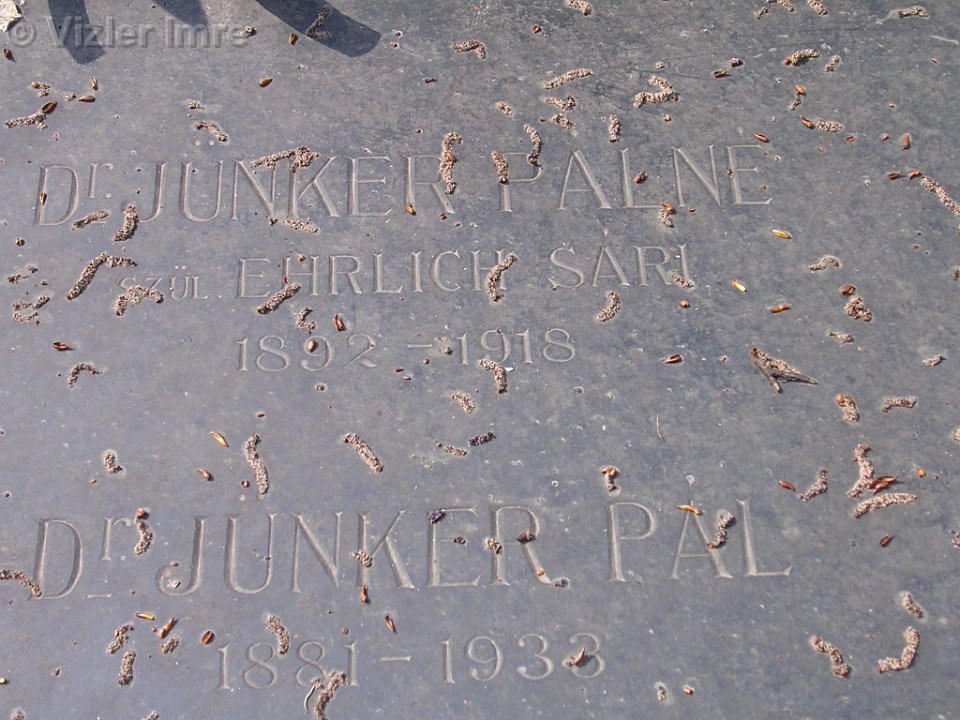 © Vizler Imre
Dr JUNKER PÁLNÉ
SZÜL. EHRLICH SÁRI
1892 - 1918
Dr JUNKER PÁL
1881 - 1933